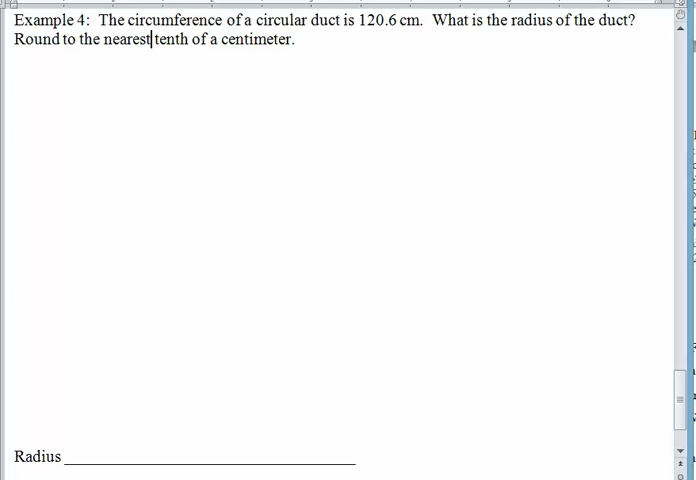 Example 4:  The circumference of a circular duct is 120.6 cm.  What is the radius of the duct?
Round to the nearest tenth of a centimeter.
Radius ____________________________________